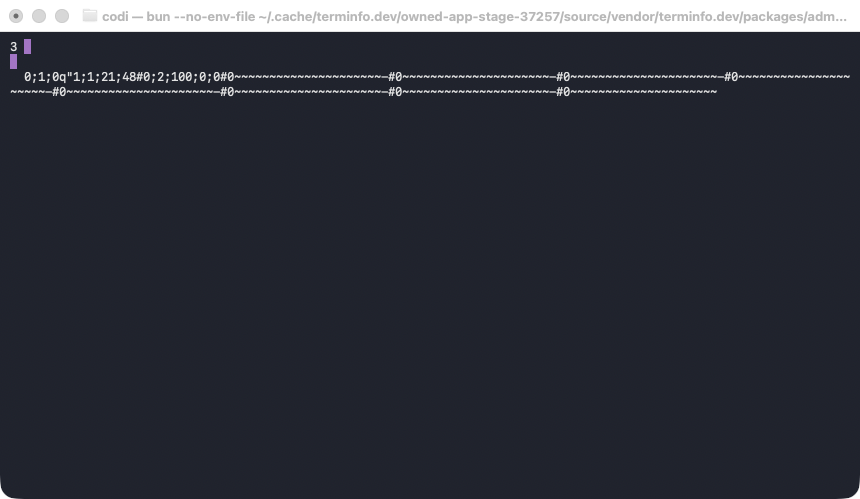 codi — bun --no-env-file ~/.cache/terminfo.dev/owned-app-stage-37257/source/vendor/terminfo.dev/packages/adm...
3
0;1;0q"1;1;21;48#0;2;100;0;0#0~~~~~~~~~~~~~~~~~~~~~-#0~~~~~~~~~~~~~~~~~~~~~-#0~~~~~~~~~~~~~~~~~~~~~-#0~~~~~~~~~~~~~~~~
~~~~~-#0~~~~~~~~~~~~~~~~~~~~~-#0~~~~~~~~~~~~~~~~~~~~~-#0~~~~~~~~~~~~~~~~~~~~~-#0~~~~~~~~~~~~~~~~~~~~~